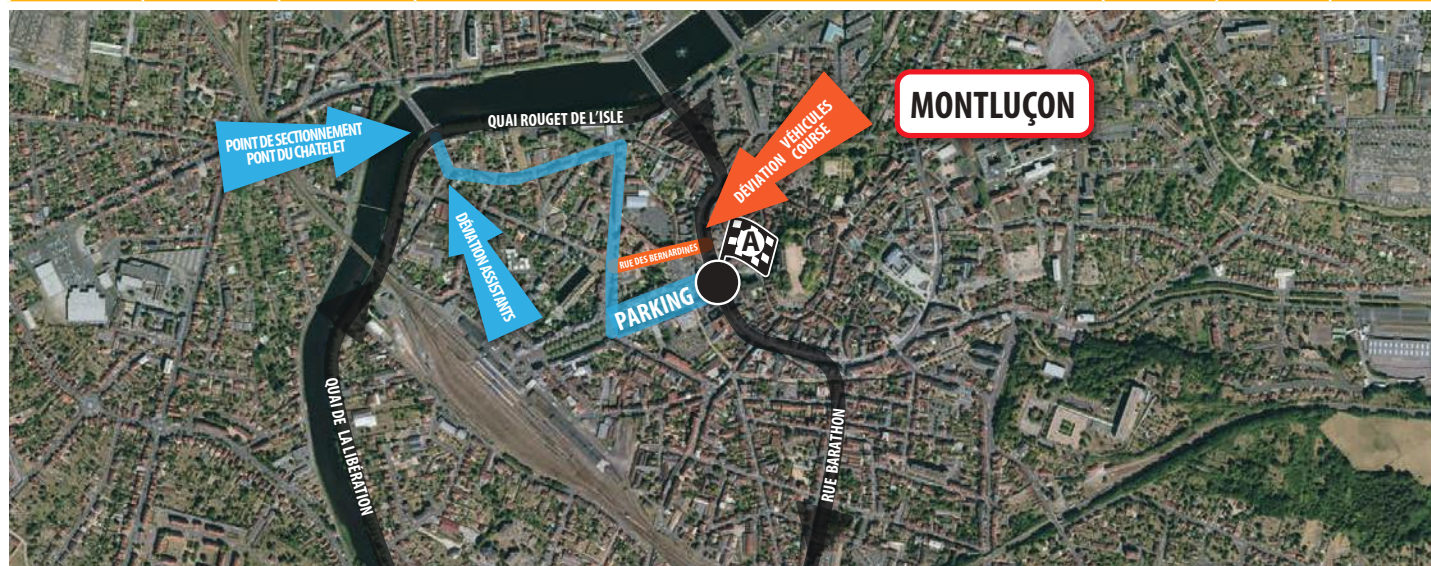 MONTLUÇON
QUAI ROUGET DE L'ISLE
POINT DE SECTIONNEMENT
PONT DU CHATELET
DÉVIATION VÉHICULES
COURSE
DÉVIATION ASSISTANTS
RUE DES BERNARDINES
A
PARKING
QUAI DE LA LIBÉRATION
RUE BARATHON